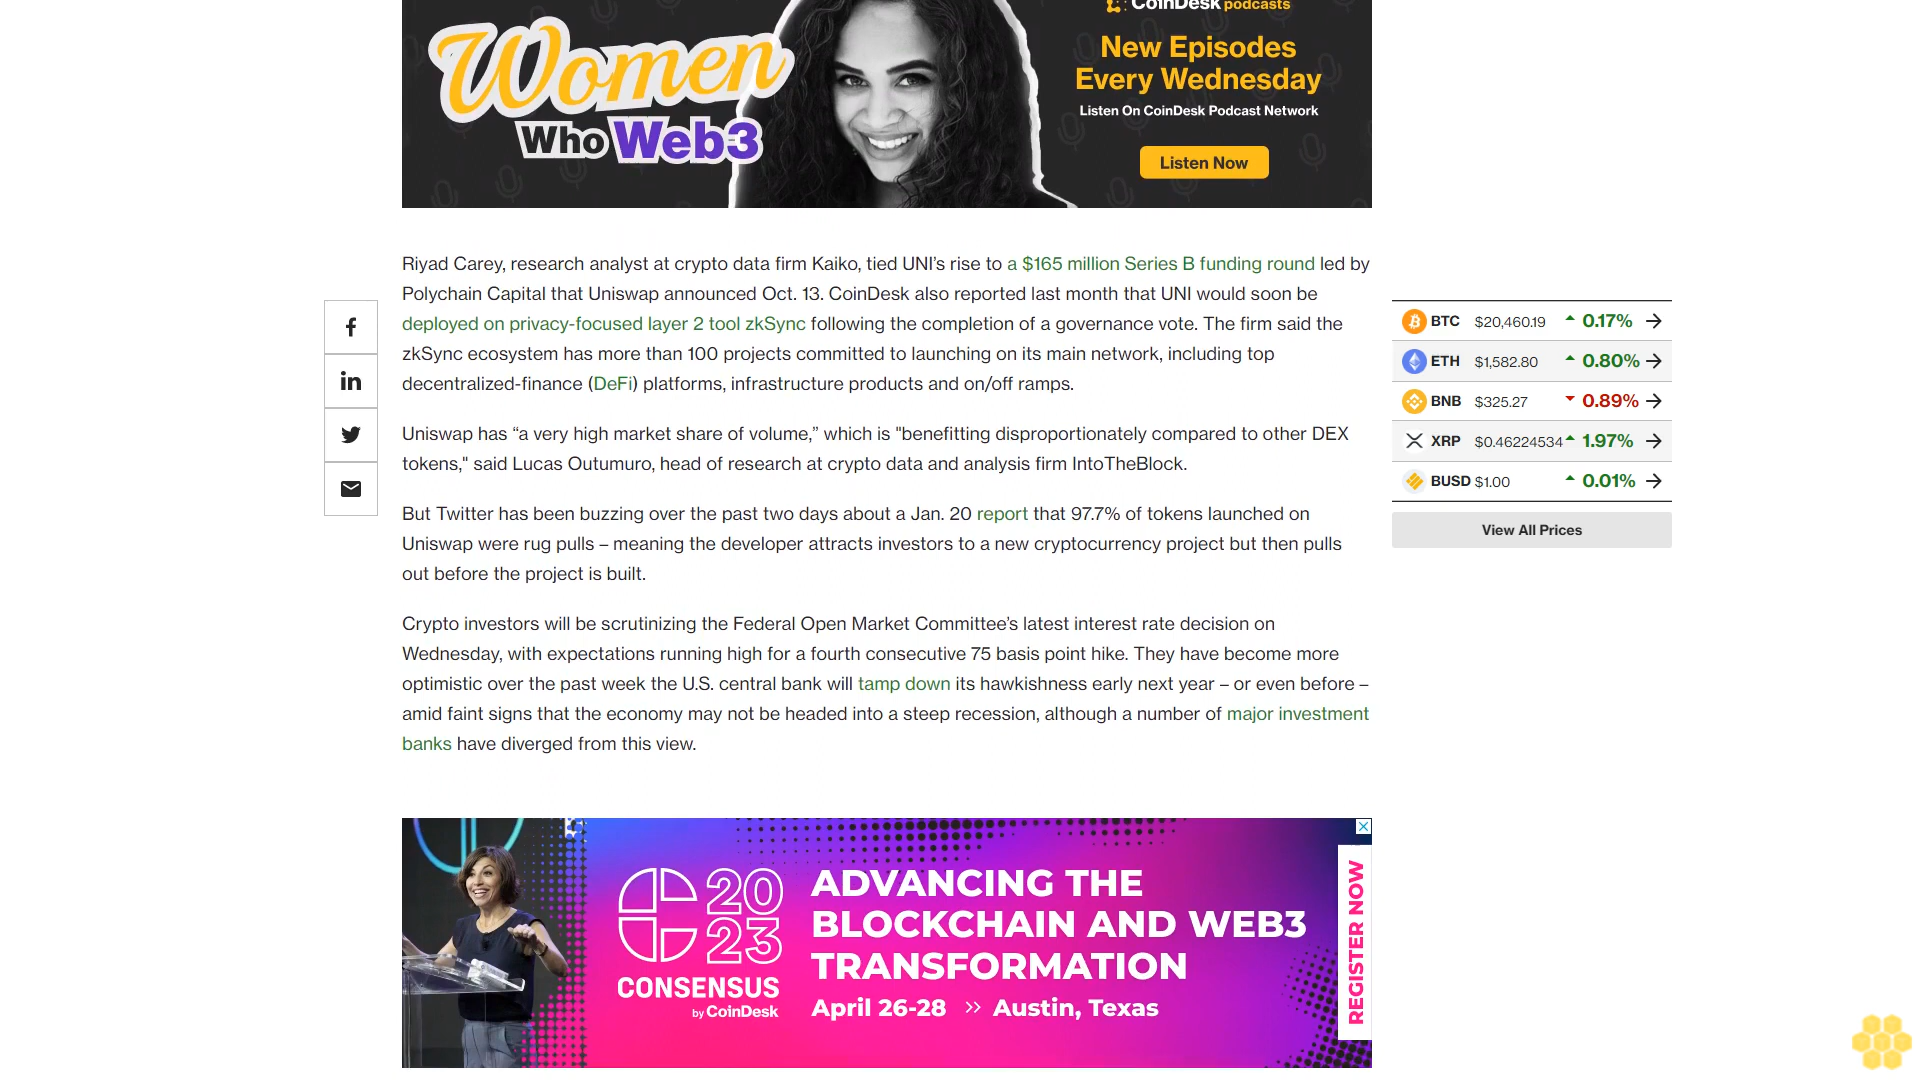 CoinDesk podcasts
Women
Who Web3
New Episodes
Every Wednesday
Listen On CoinDesk Podcast Network
Listen Now
Riyad Carey, research analyst at crypto data firm Kaiko, tied UNI’s rise to a $165 million Series B funding round led by
Polychain Capital that Uniswap announced Oct. 13. CoinDesk also reported last month that UNI would soon be
deployed on privacy-focused layer 2 tool zkSync following the completion of a governance vote. The firm said the
zkSync ecosystem has more than 100 projects committed to launching on its main network, including top
decentralized-finance (DeFi) platforms, infrastructure products and on/off ramps.
Uniswap has “a very high market share of volume,” which is "benefitting disproportionately compared to other DEX
tokens," said Lucas Outumuro, head of research at crypto data and analysis firm IntoTheBlock.
But Twitter has been buzzing over the past two days about a Jan. 20 report that 97.7% of tokens launched on
Uniswap were rug pulls – meaning the developer attracts investors to a new cryptocurrency project but then pulls
out before the project is built.
Crypto investors will be scrutinizing the Federal Open Market Committee’s latest interest rate decision on
Wednesday, with expectations running high for a fourth consecutive 75 basis point hike. They have become more
optimistic over the past week the U.S. central bank will tamp down its hawkishness early next year – or even before –
amid faint signs that the economy may not be headed into a steep recession, although a number of major investment
banks have diverged from this view.
BTC $20,460.19 0.17%
ETH $1,582.80 0.80%
BNB $325.27 0.89%
XRP $0.46224534 1.97%
BUSD $1.00 0.01%
View All Prices
2023
CONSENSUS
by CoinDesk
ADVANCING THE
BLOCKCHAIN AND WEB3
TRANSFORMATION
April 26-28 » Austin, Texas
REGISTER NOW